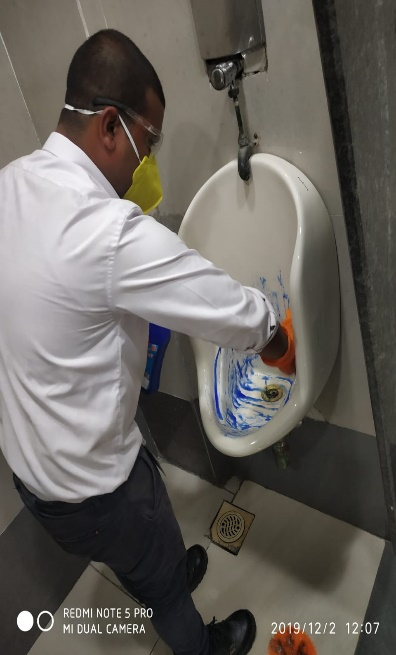 REDMI NOTE 5 PRO
MI DUAL CAMERA
2019/12/2 12:07